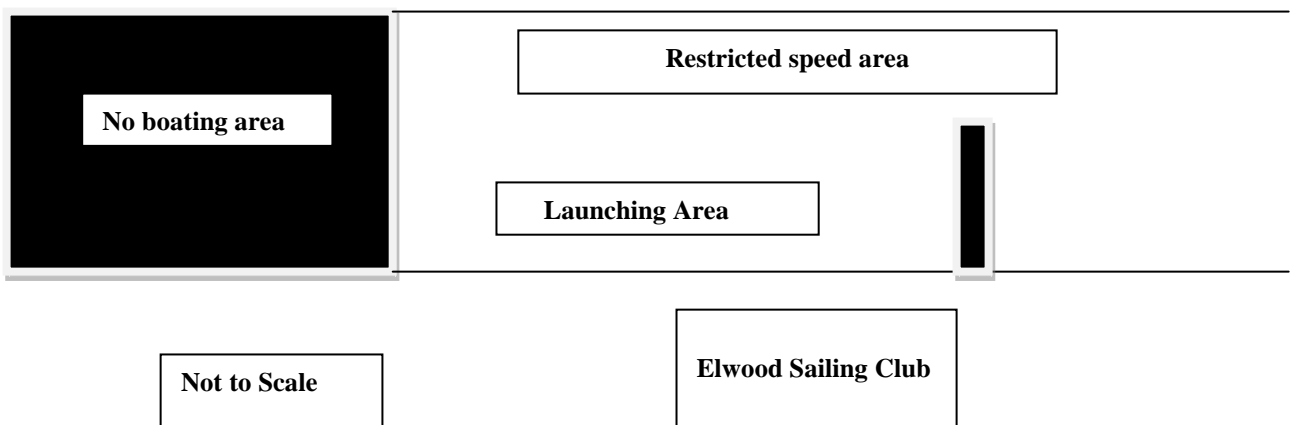 Restricted speed area
No boating area
Launching Area
Elwood Sailing Club
Not to Scale